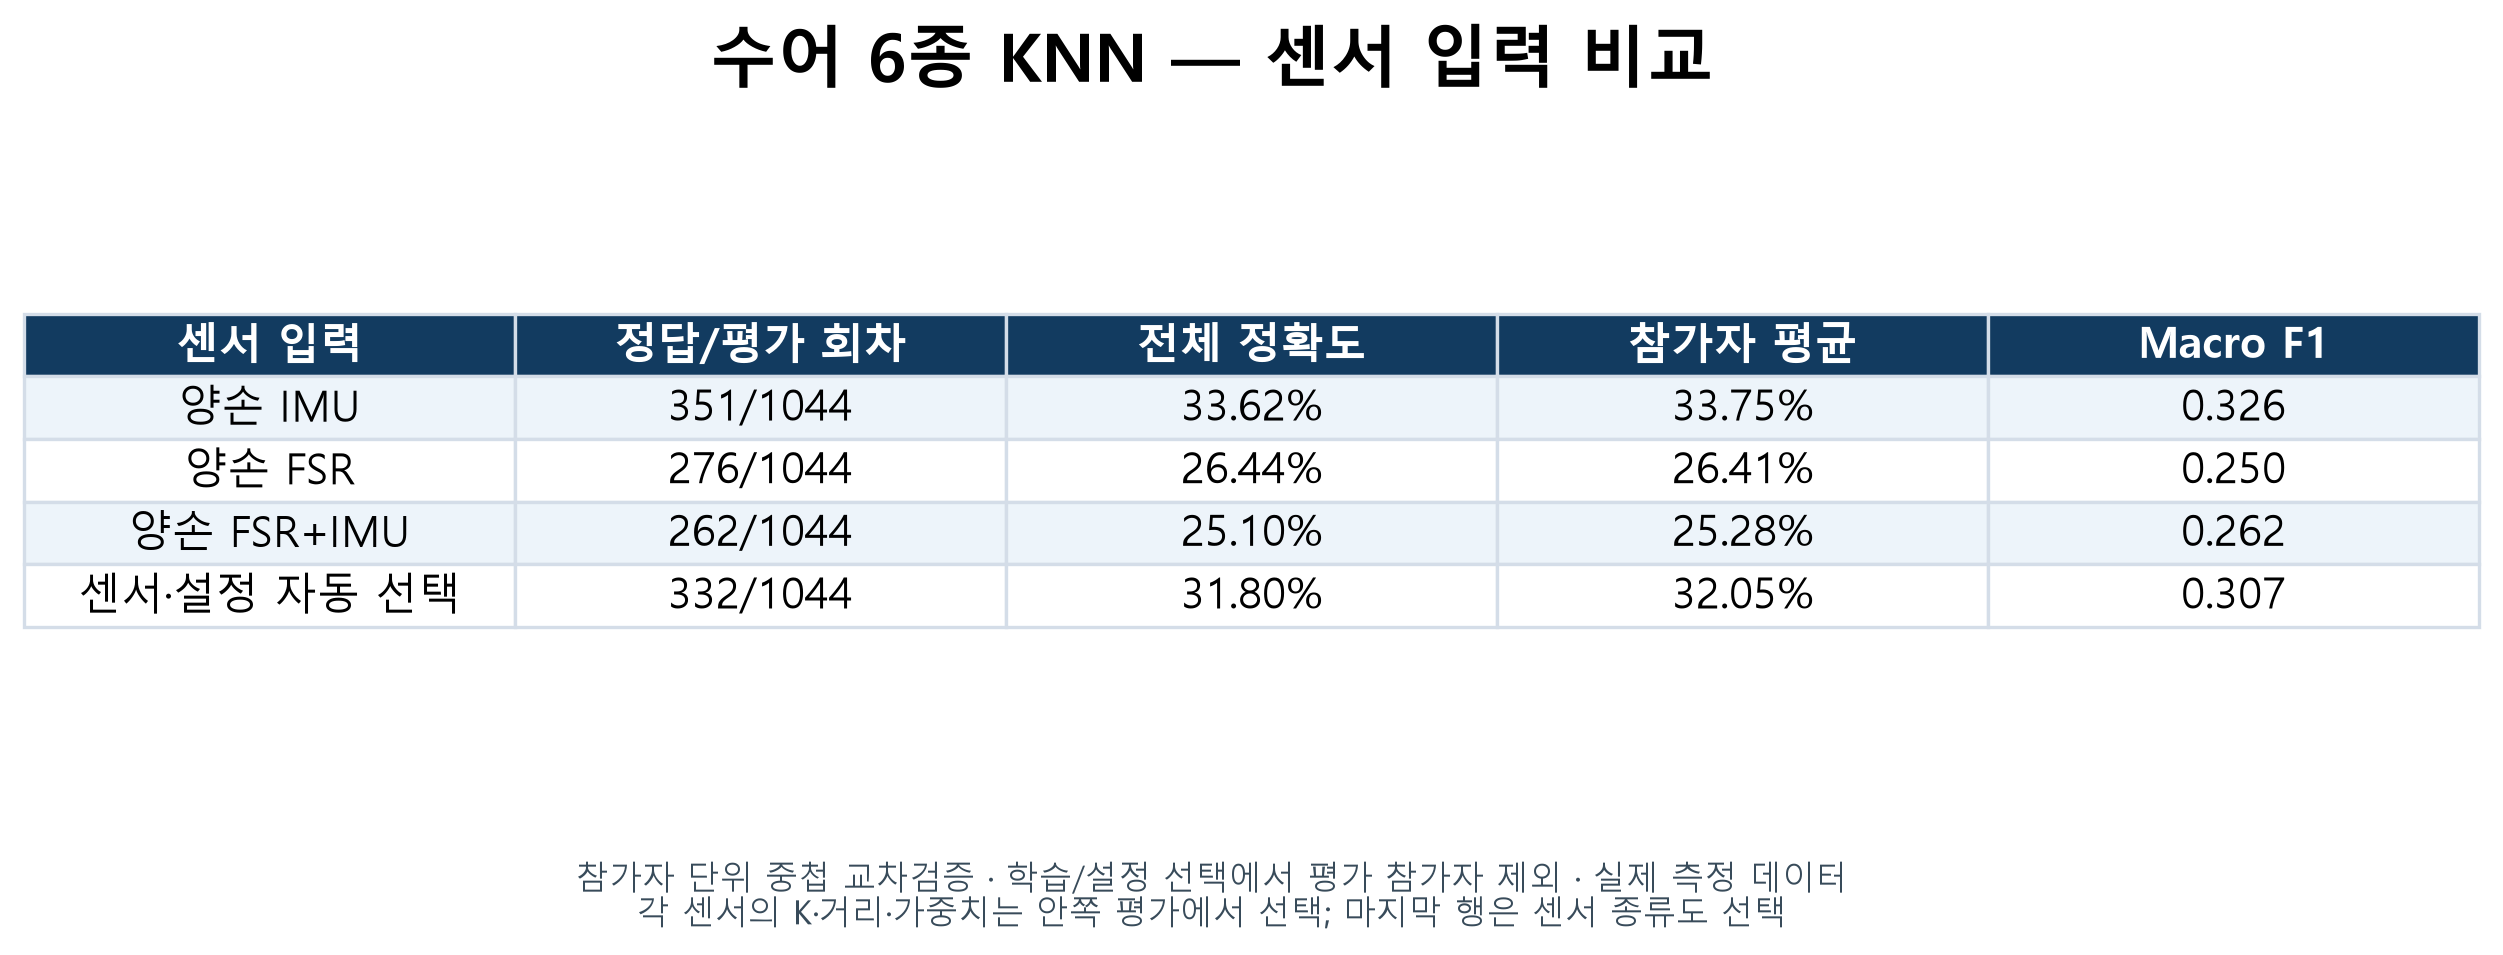 수어 6종 KNN — 센서 입력 비교
센서 입력 정답/평가 횟수 전체 정확도 참가자 평균 Macro F1
양손 IMU 351/1044 33.62% 33.75% 0.326
양손 FSR 276/1044 26.44% 26.41% 0.250
양손 FSR+IMU 262/1044 25.10% 25.28% 0.262
센서·설정 자동 선택 332/1044 31.80% 32.05% 0.307
참가자 단위 중첩 교차검증 · 학습/설정 선택에서 평가 참가자 제외 · 실제 측정 데이터
각 센서의 K·거리·가중치는 안쪽 평가에서 선택; 마지막 행은 센서 종류도 선택